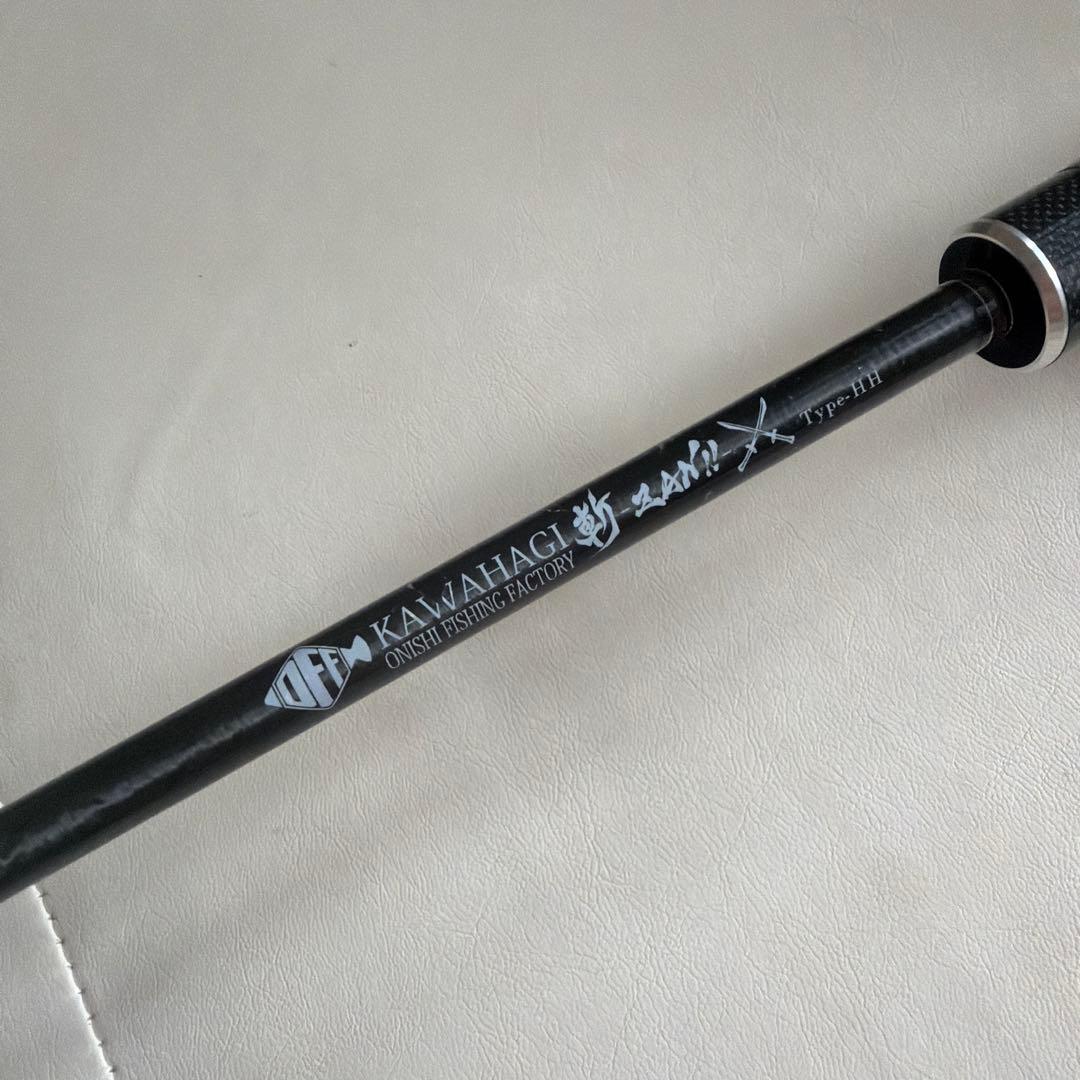 OFF
KAWAHAGI 斬 -ZAN!!- Type-HH
ONISHI FISHING FACTORY